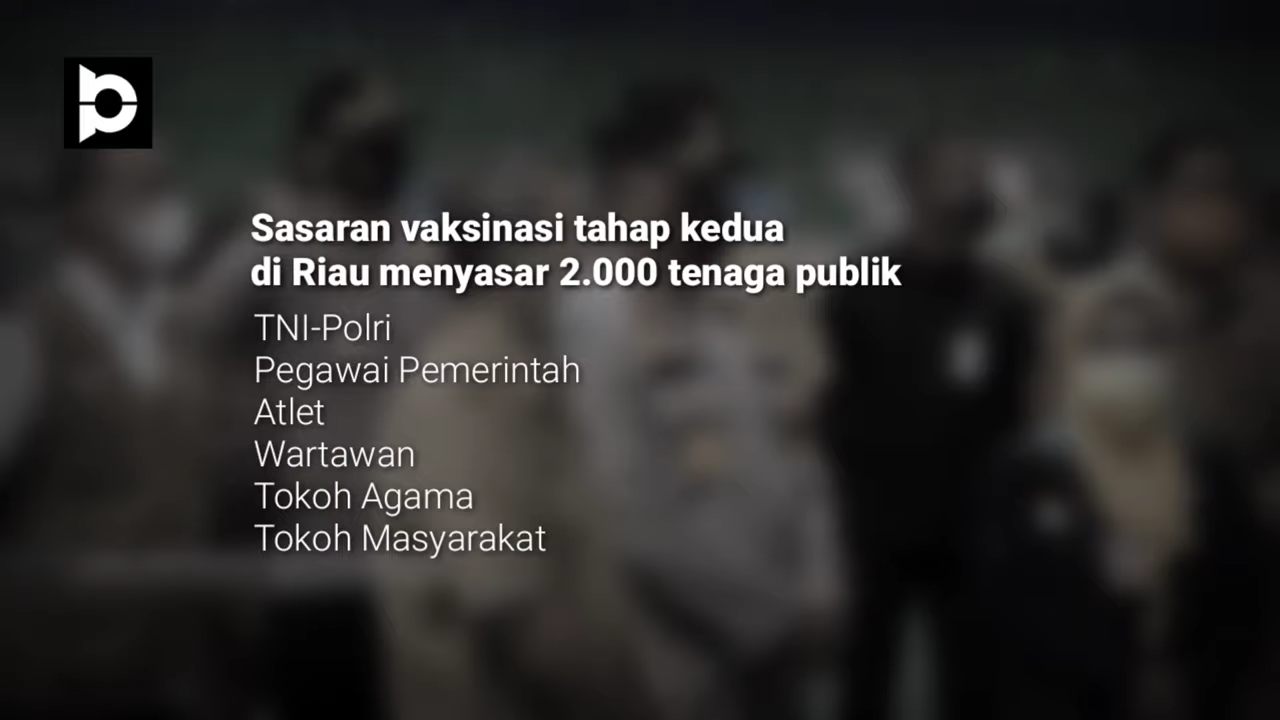 Sasaran vaksinasi tahap kedua
di Riau menyasar 2.000 tenaga publik
TNI-Polri
Pegawai Pemerintah
Atlet
Wartawan
Tokoh Agama
Tokoh Masyarakat